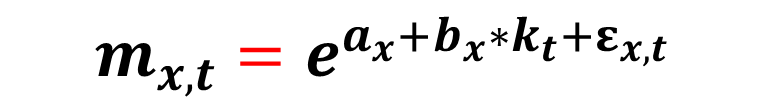 m_{x,t} = e^{a_x+b_x*k_t+ε_{x,t}}